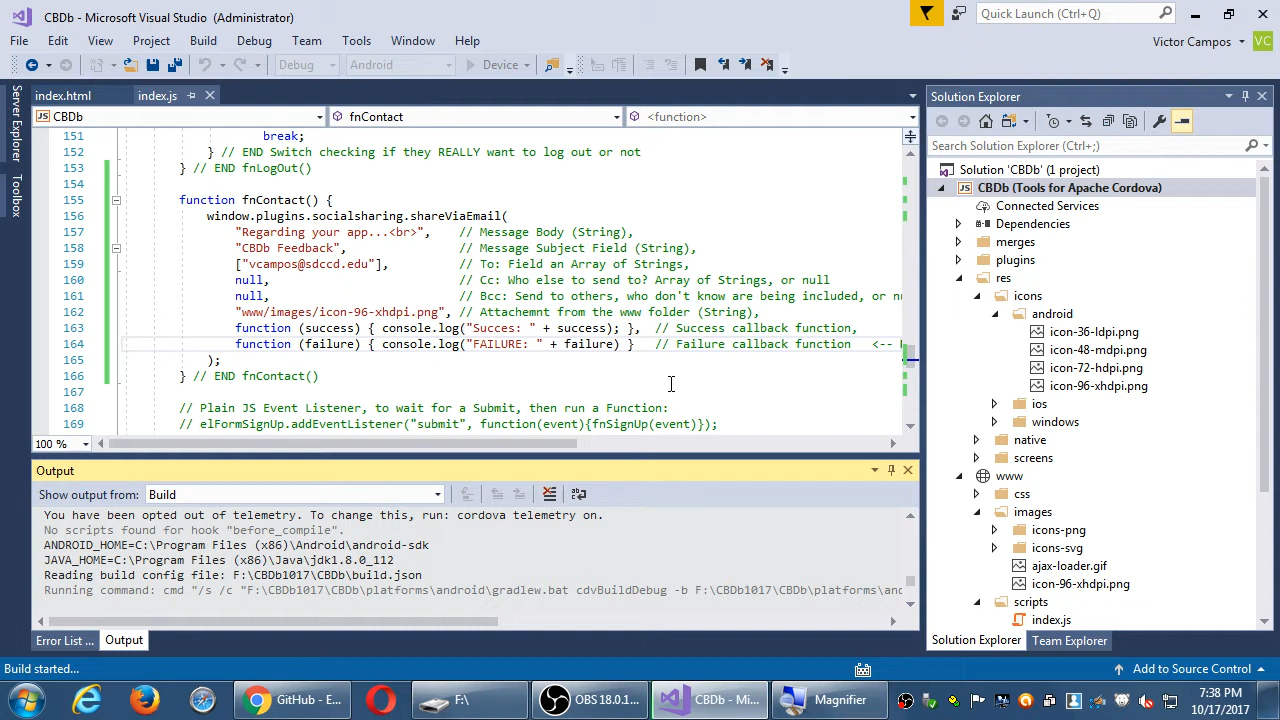 CBDb - Microsoft Visual Studio (Administrator)
Quick Launch (Ctrl+Q)
File Edit View Project Build Debug Team Tools Window Help
Victor Campos
VC
Debug
Android
Device
Server Explorer
Toolbox
index.html
index.js
CBDb
fnContact
<function>
151 break;
152 } // END Switch checking if they REALLY want to log out or not
153 } // END fnLogOut()
154
155 function fnContact() {
156 window.plugins.socialsharing.shareViaEmail(
157 "Regarding your app...<br>", // Message Body (String),
158 "CBDb Feedback", // Message Subject Field (String),
159 ["vcampos@sdccd.edu"], // To: Field an Array of Strings,
160 null, // Cc: Who else to send to? Array of Strings, or null
161 null, // Bcc: Send to others, who don't know are being included, or nu
162 "www/images/icon-96-xhdpi.png", // Attachemnt from the www folder (String),
163 function (success) { console.log("Succes: " + success); }, // Success callback function,
164 function (failure) { console.log("FAILURE: " + failure) } // Failure callback function <--
165 );
166 } // END fnContact()
167
168 // Plain JS Event Listener, to wait for a Submit, then run a Function:
169 // elFormSignUp.addEventListener("submit", function(event){fnSignUp(event)});
100 %
Output
Show output from: Build
You have been opted out of telemetry. To change this, run: cordova telemetry on.
No scripts found for hook "before_compile".
ANDROID_HOME=C:\Program Files (x86)\Android\android-sdk
JAVA_HOME=C:\Program Files (x86)\Java\jdk1.8.0_112
Reading build config file: F:\CBDb1017\CBDb\build.json
Running command: cmd "/s /c "F:\CBDb1017\CBDb\platforms\android\gradlew.bat cdvBuildDebug -b F:\CBDb1017\CBDb\platforms\and
Error List ...
Output
Solution Explorer
Search Solution Explorer (Ctrl+;)
Solution 'CBDb' (1 project)
JS CBDb (Tools for Apache Cordova)
Connected Services
Dependencies
merges
plugins
res
icons
android
icon-36-ldpi.png
icon-48-mdpi.png
icon-72-hdpi.png
icon-96-xhdpi.png
ios
windows
native
screens
www
css
images
icons-png
icons-svg
ajax-loader.gif
icon-96-xhdpi.png
scripts
index.js
Solution Explorer
Team Explorer
Build started...
Add to Source Control
GitHub - E...
F:\
OBS 18.0.1...
CBDb - Mi...
Magnifier
7:38 PM
10/17/2017